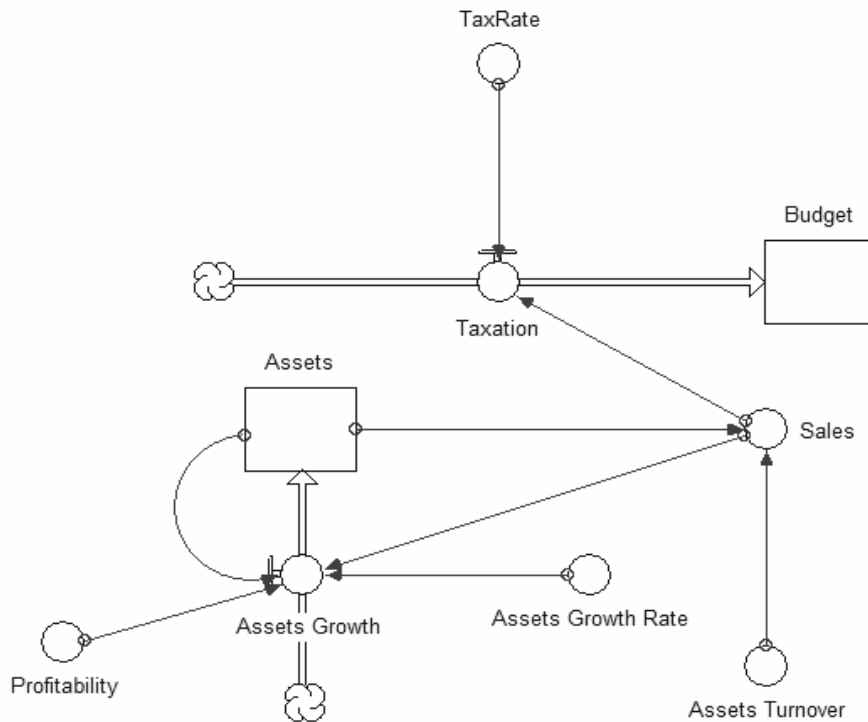 TaxRate
Budget
Taxation
Assets
Sales
Assets Growth Rate
Assets Growth
Profitability
Assets Turnover